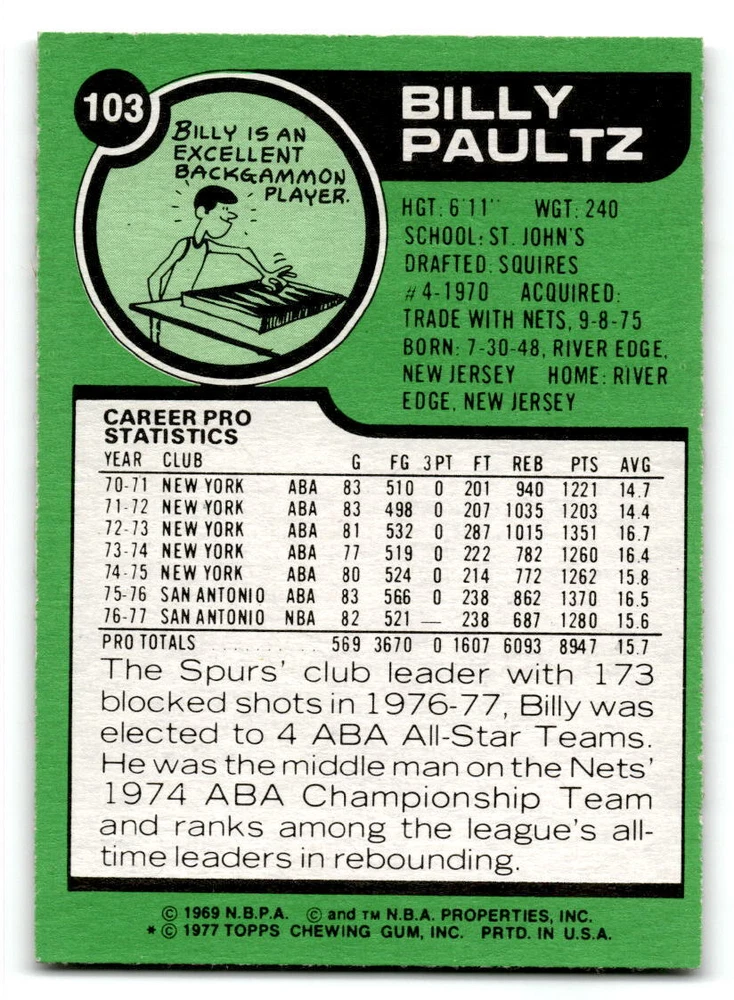 103
BILLY IS AN
EXCELLENT
BACKGAMMON
PLAYER.
BILLY
PAULTZ
HGT: 6'11" WGT: 240
SCHOOL: ST. JOHN'S
DRAFTED: SQUIRES
#4-1970 ACQUIRED:
TRADE WITH NETS, 9-8-75
BORN: 7-30-48, RIVER EDGE,
NEW JERSEY HOME: RIVER
EDGE, NEW JERSEY
CAREER PRO
STATISTICS
YEAR CLUB G FG 3PT FT REB PTS AVG
70-71 NEW YORK ABA 83 510 0 201 940 1221 14.7
71-72 NEW YORK ABA 83 498 0 207 1035 1203 14.4
72-73 NEW YORK ABA 81 532 0 287 1015 1351 16.7
73-74 NEW YORK ABA 77 519 0 222 782 1260 16.4
74-75 NEW YORK ABA 80 524 0 214 772 1262 15.8
75-76 SAN ANTONIO ABA 83 566 0 238 862 1370 16.5
76-77 SAN ANTONIO NBA 82 521 — 238 687 1280 15.6
PRO TOTALS . . . . . . . . . . 569 3670 0 1607 6093 8947 15.7
The Spurs' club leader with 173
blocked shots in 1976-77, Billy was
elected to 4 ABA All-Star Teams.
He was the middle man on the Nets'
1974 ABA Championship Team
and ranks among the league's all-
time leaders in rebounding.
© 1969 N.B.P.A. © and TM N.B.A. PROPERTIES, INC.
* © 1977 TOPPS CHEWING GUM, INC. PRTD. IN U.S.A.